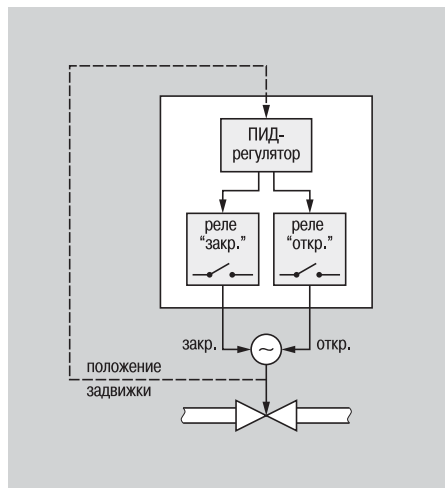 ПИД-
регулятор
реле
“закр.”
реле
“откр.”
закр.
~
откр.
положение
задвижки